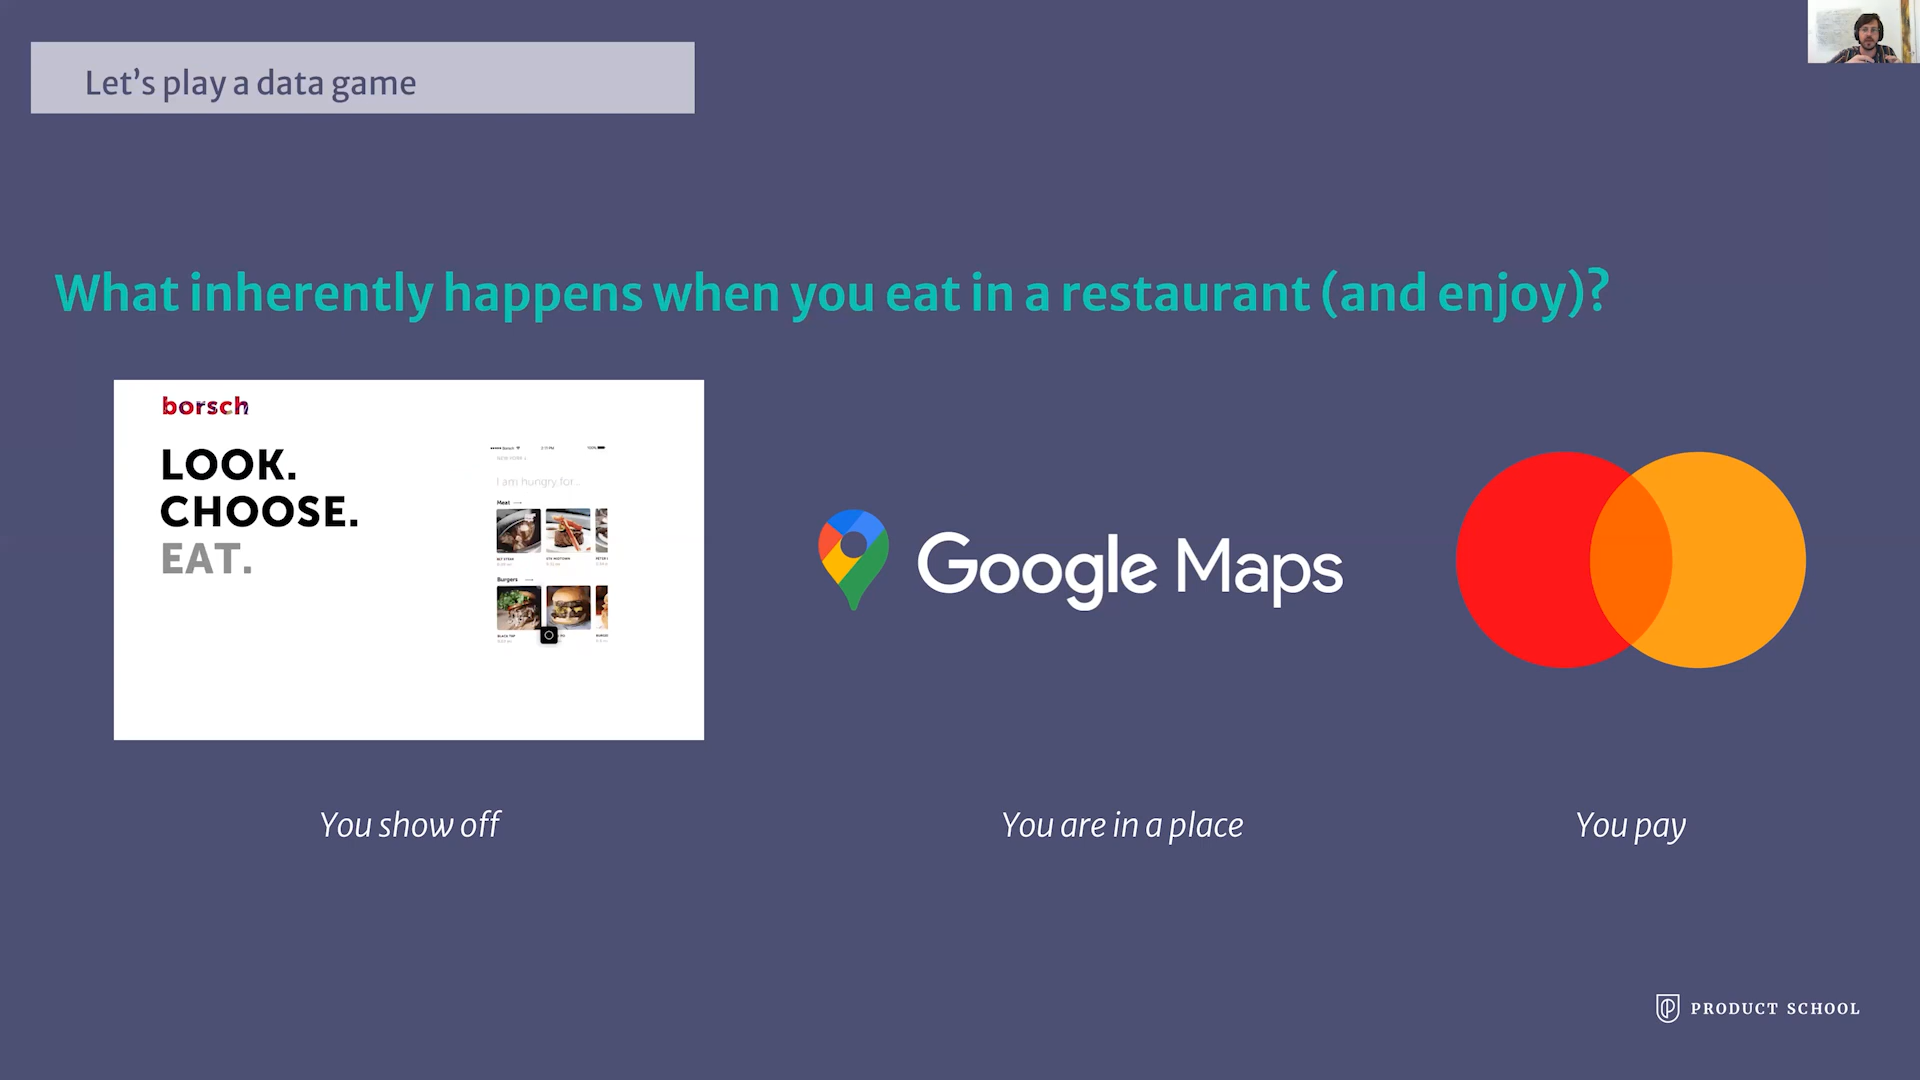 Let's play a data game
What inherently happens when you eat in a restaurant (and enjoy)?
borsch
LOOK.
CHOOSE.
EAT.
I am hungry for...
Meat
Burgers
Google Maps
You show off
You are in a place
You pay
PRODUCT SCHOOL